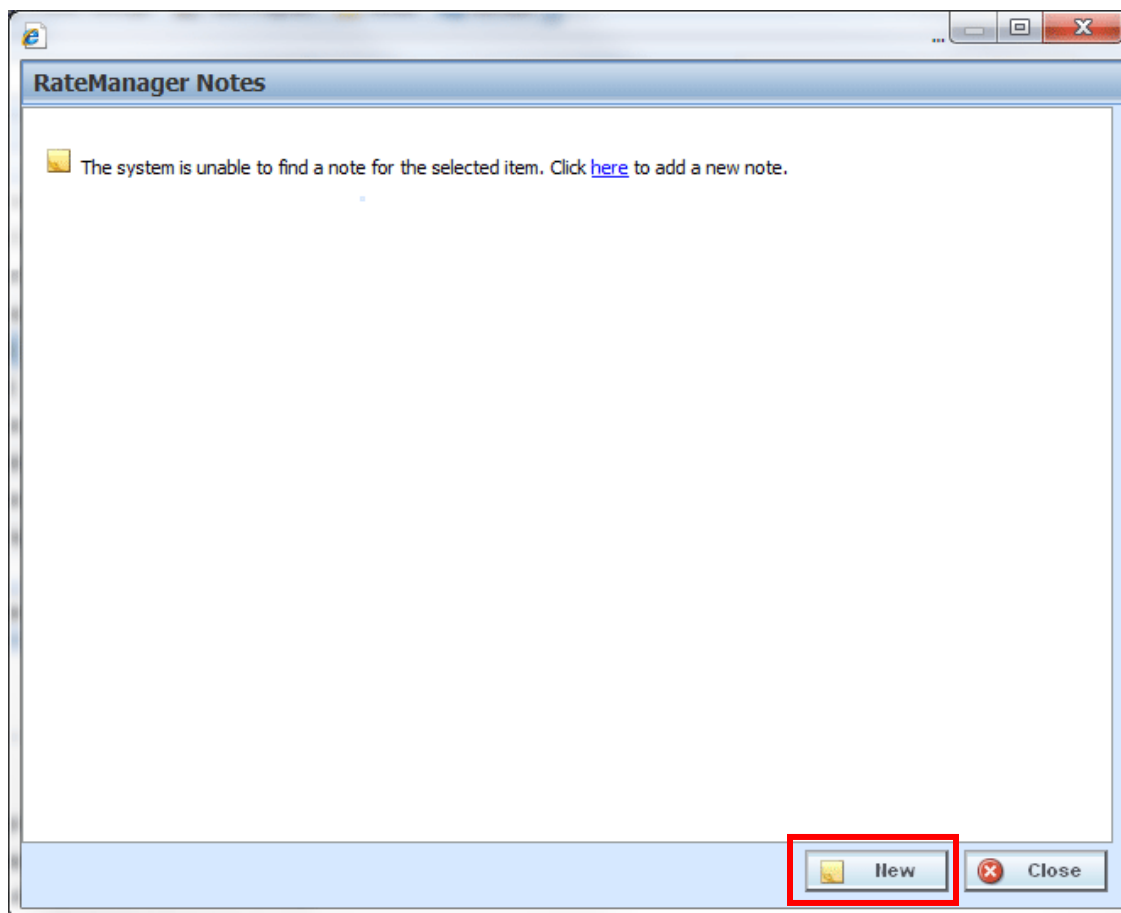 ...
RateManager Notes
The system is unable to find a note for the selected item. Click here to add a new note.
New
Close